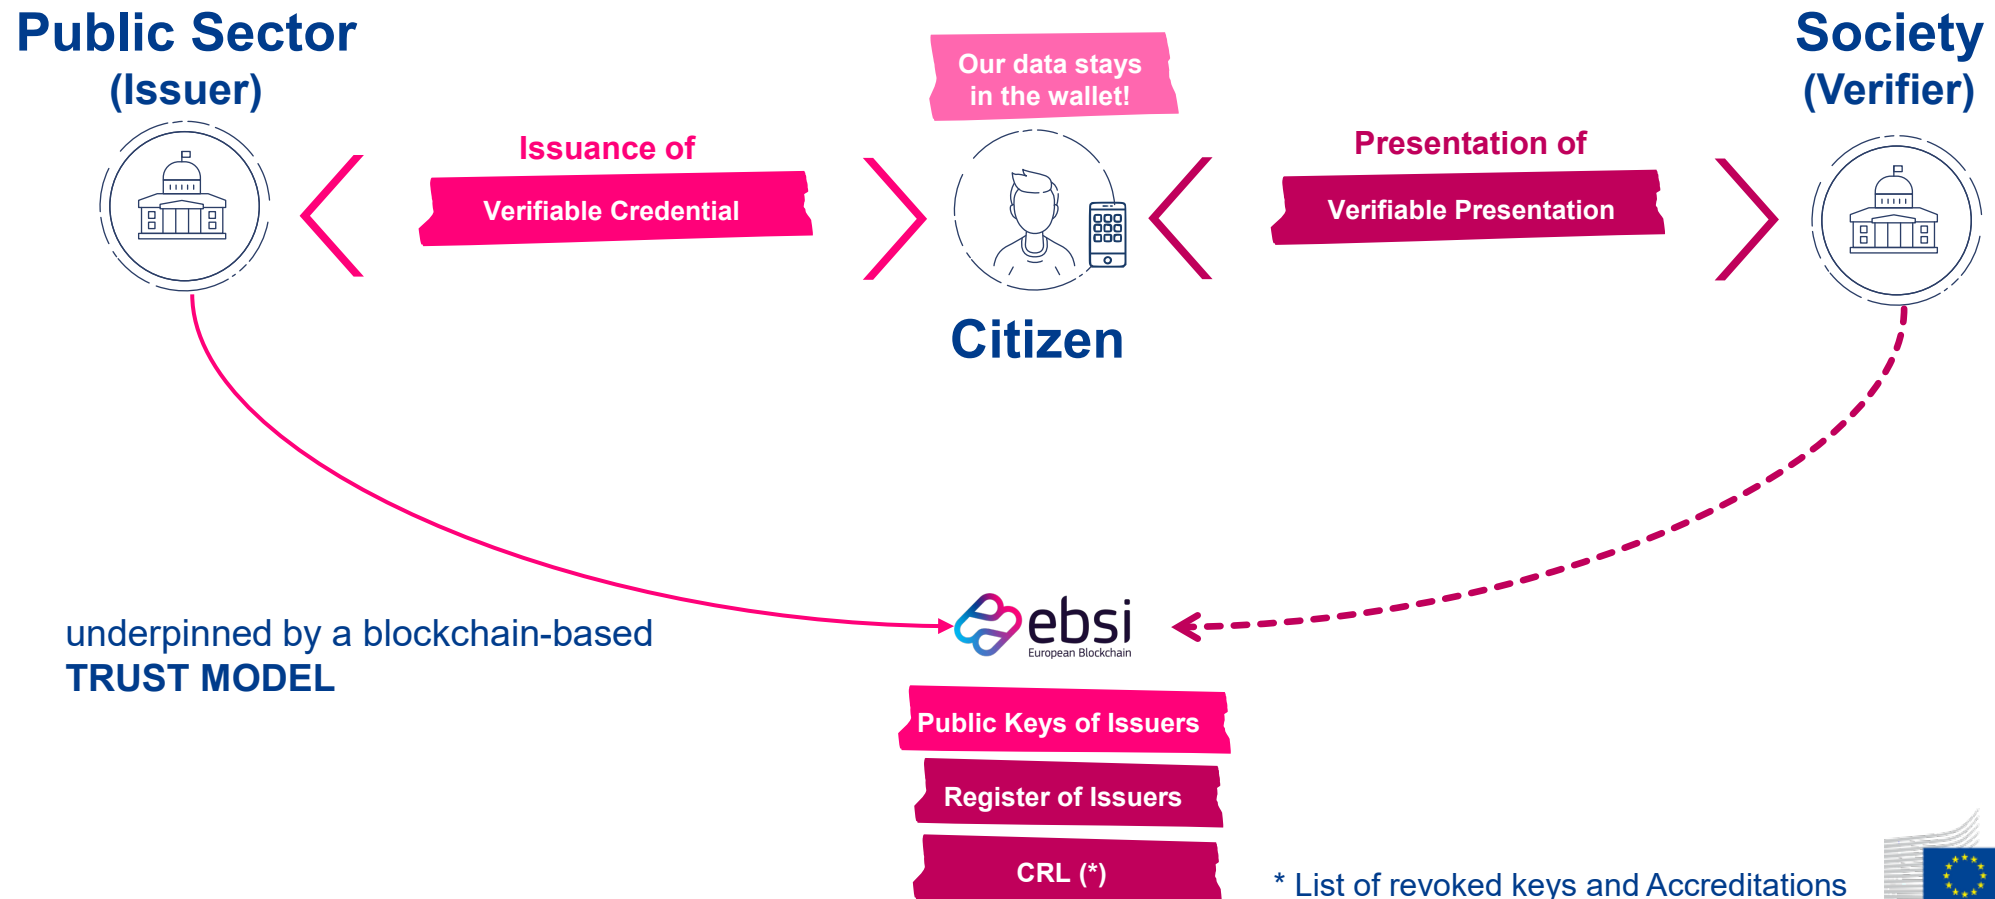 Public Sector
(Issuer)
Our data stays
in the wallet!
Society
(Verifier)
Issuance of
Verifiable Credential
Presentation of
Verifiable Presentation
Citizen
underpinned by a blockchain-based
TRUST MODEL
ebsi
European Blockchain
Public Keys of Issuers
Register of Issuers
CRL (*)
* List of revoked keys and Accreditations